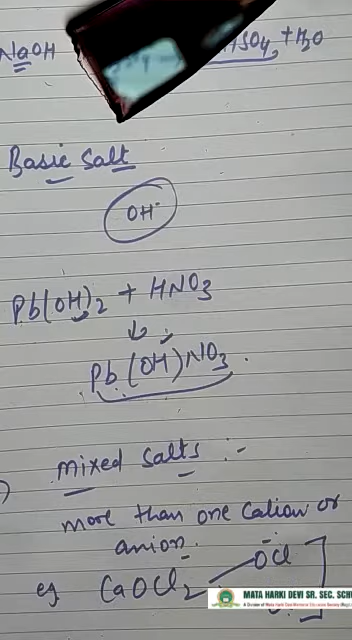 NaOH HSO4 + H2O
Basic Salt
OH-
Pb(OH)2 + HNO3
↓
Pb(OH)NO3.
mixed salts :-
more than one cation or
anion.
eg CaOCl2 OCl
MATA HARKI DEVI SR. SEC. SCH